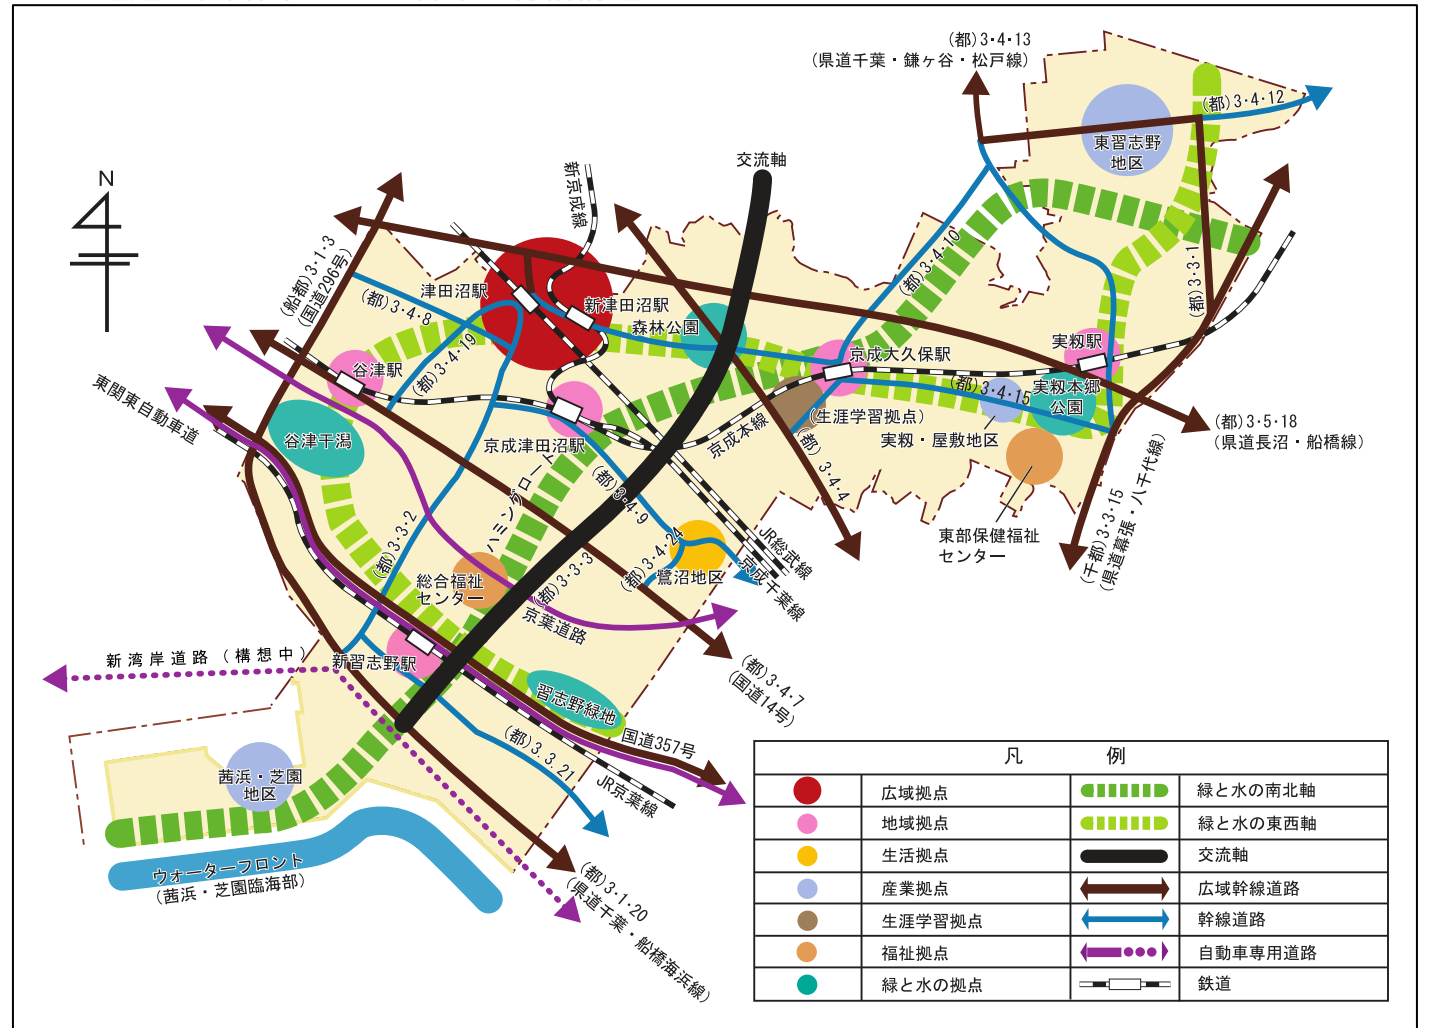 (都)3・4・13
(県道千葉・鎌ヶ谷・松戸線)
(都)3・4・12
東習志野
地区
交流軸
新京成線
N
(船都)3・1・3
(国道296号)
(都)3・4・8
津田沼駅
新津田沼駅
森林公園
(都)3・4・10
(都)3・3・1
(都)3・4・19
谷津駅
京成大久保駅
実籾駅
東関東自動車道
谷津干潟
(都)3・4・15
実籾本郷
公園
(生涯学習拠点)
実籾・屋敷地区
(都)3・5・18
(県道長沼・船橋線)
京成津田沼駅
京成本線
(都)3・4・4
ハミングロード
(都)3・4・9
東部保健福祉
センター
(千都)3・3・15
(県道幕張・八千代線)
(都)3・3・2
JR総武線
京成千葉線
(都)3・4・24
鷺沼地区
総合福祉
センター
(都)3・3・3
京葉道路
新湾岸道路(構想中)
新習志野駅
(都)3・4・7
(国道14号)
習志野緑地
国道357号
(都)3.3.21
JR京葉線
茜浜・芝園
地区
ウォーターフロント
(茜浜・芝園臨海部)
(都)3・1・20
(県道千葉・船橋海浜線)
凡例
広域拠点
緑と水の南北軸
地域拠点
緑と水の東西軸
生活拠点
交流軸
産業拠点
広域幹線道路
生涯学習拠点
幹線道路
福祉拠点
自動車専用道路
緑と水の拠点
鉄道